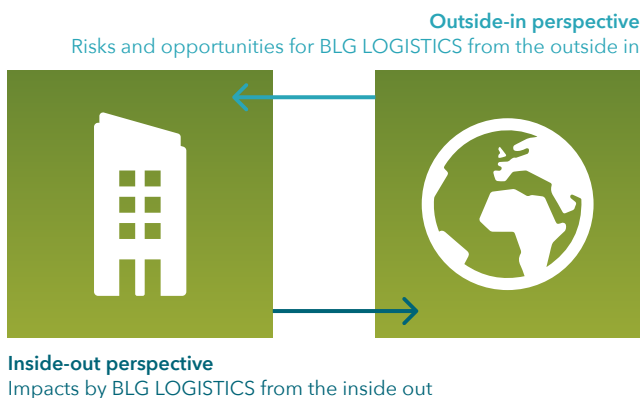 Outside-in perspective
Risks and opportunities for BLG LOGISTICS from the outside in
Inside-out perspective
Impacts by BLG LOGISTICS from the inside out